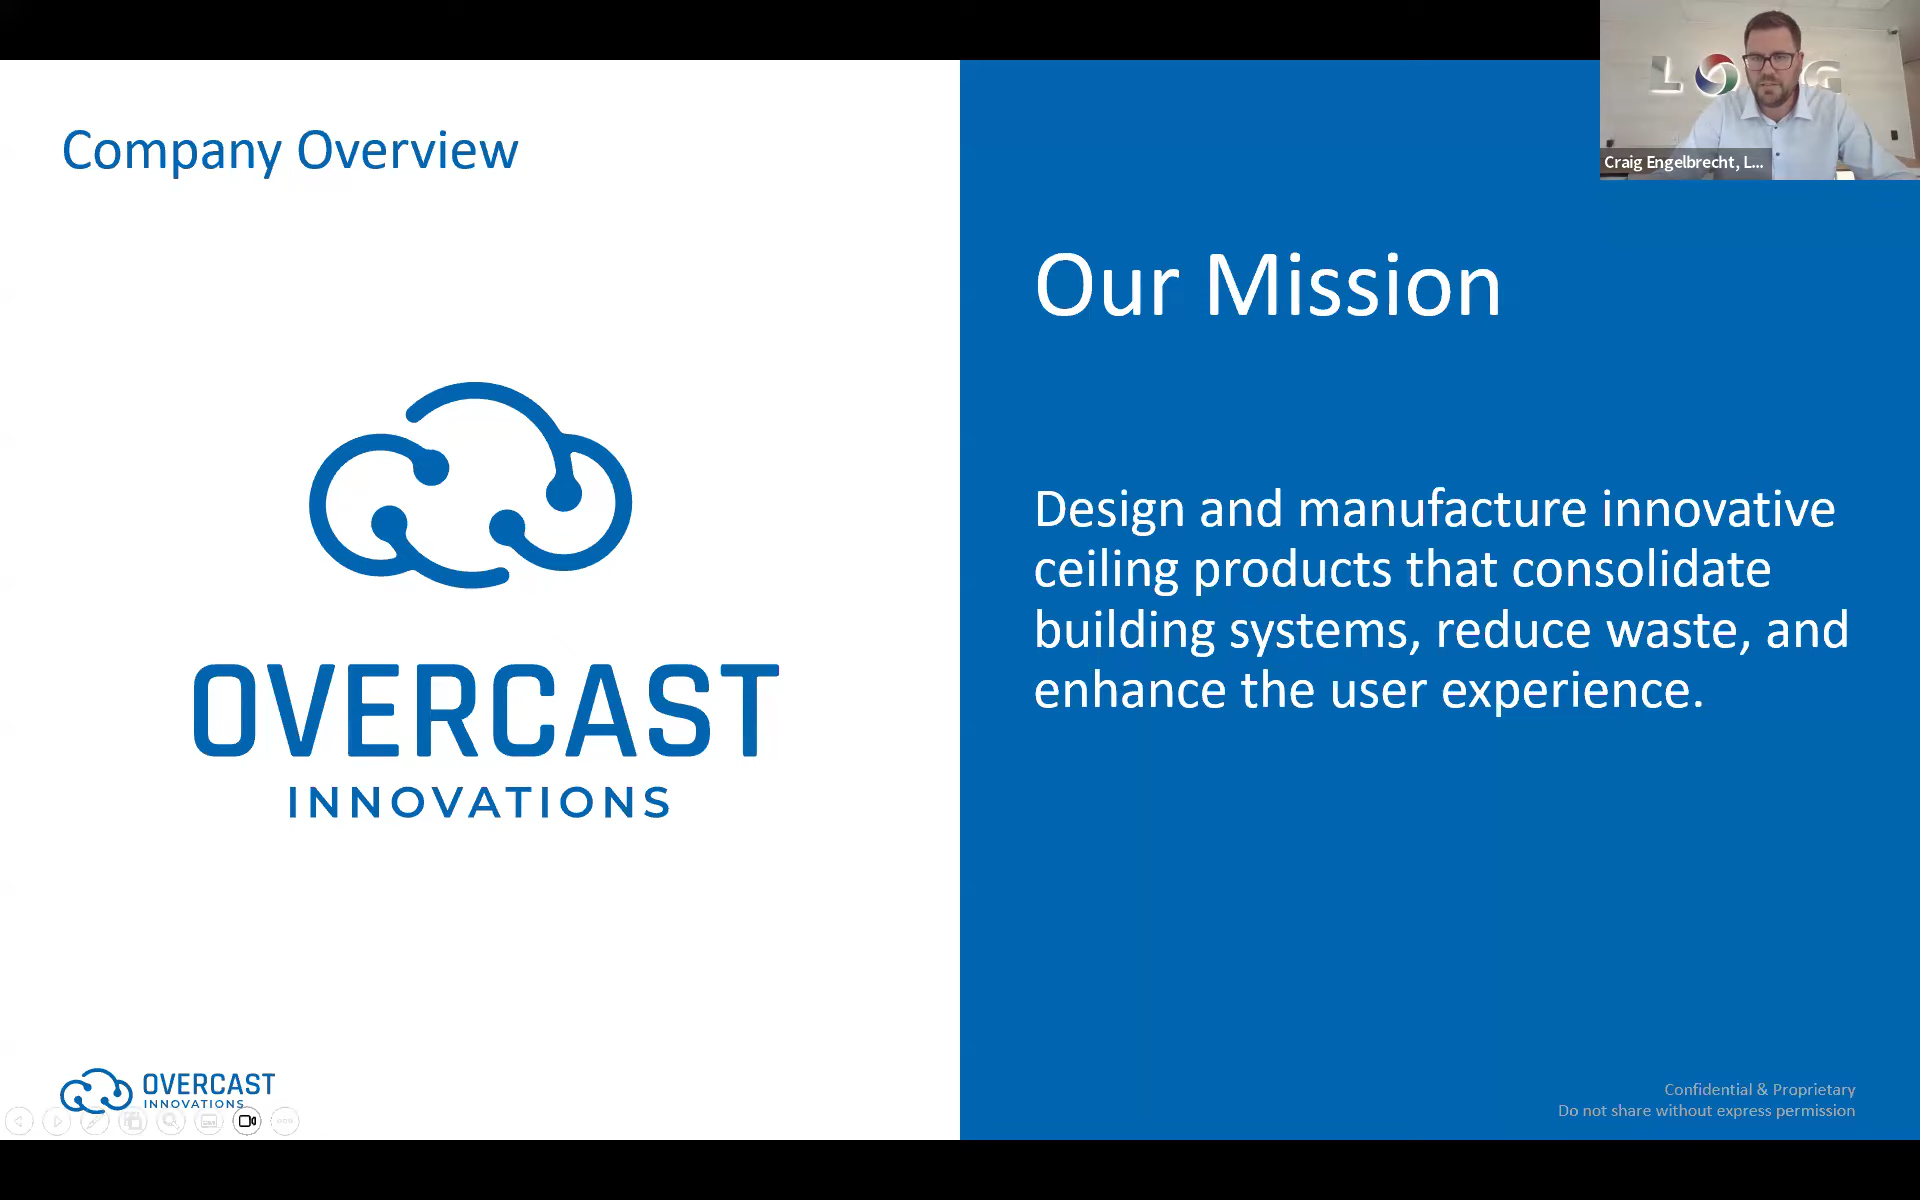 Company Overview
OVERCAST
INNOVATIONS
OVERCAST
INNOVATIONS
Our Mission
Design and manufacture innovative
ceiling products that consolidate
building systems, reduce waste, and
enhance the user experience.
Confidential & Proprietary
Do not share without express permission
L G
Craig Engelbrecht, L...